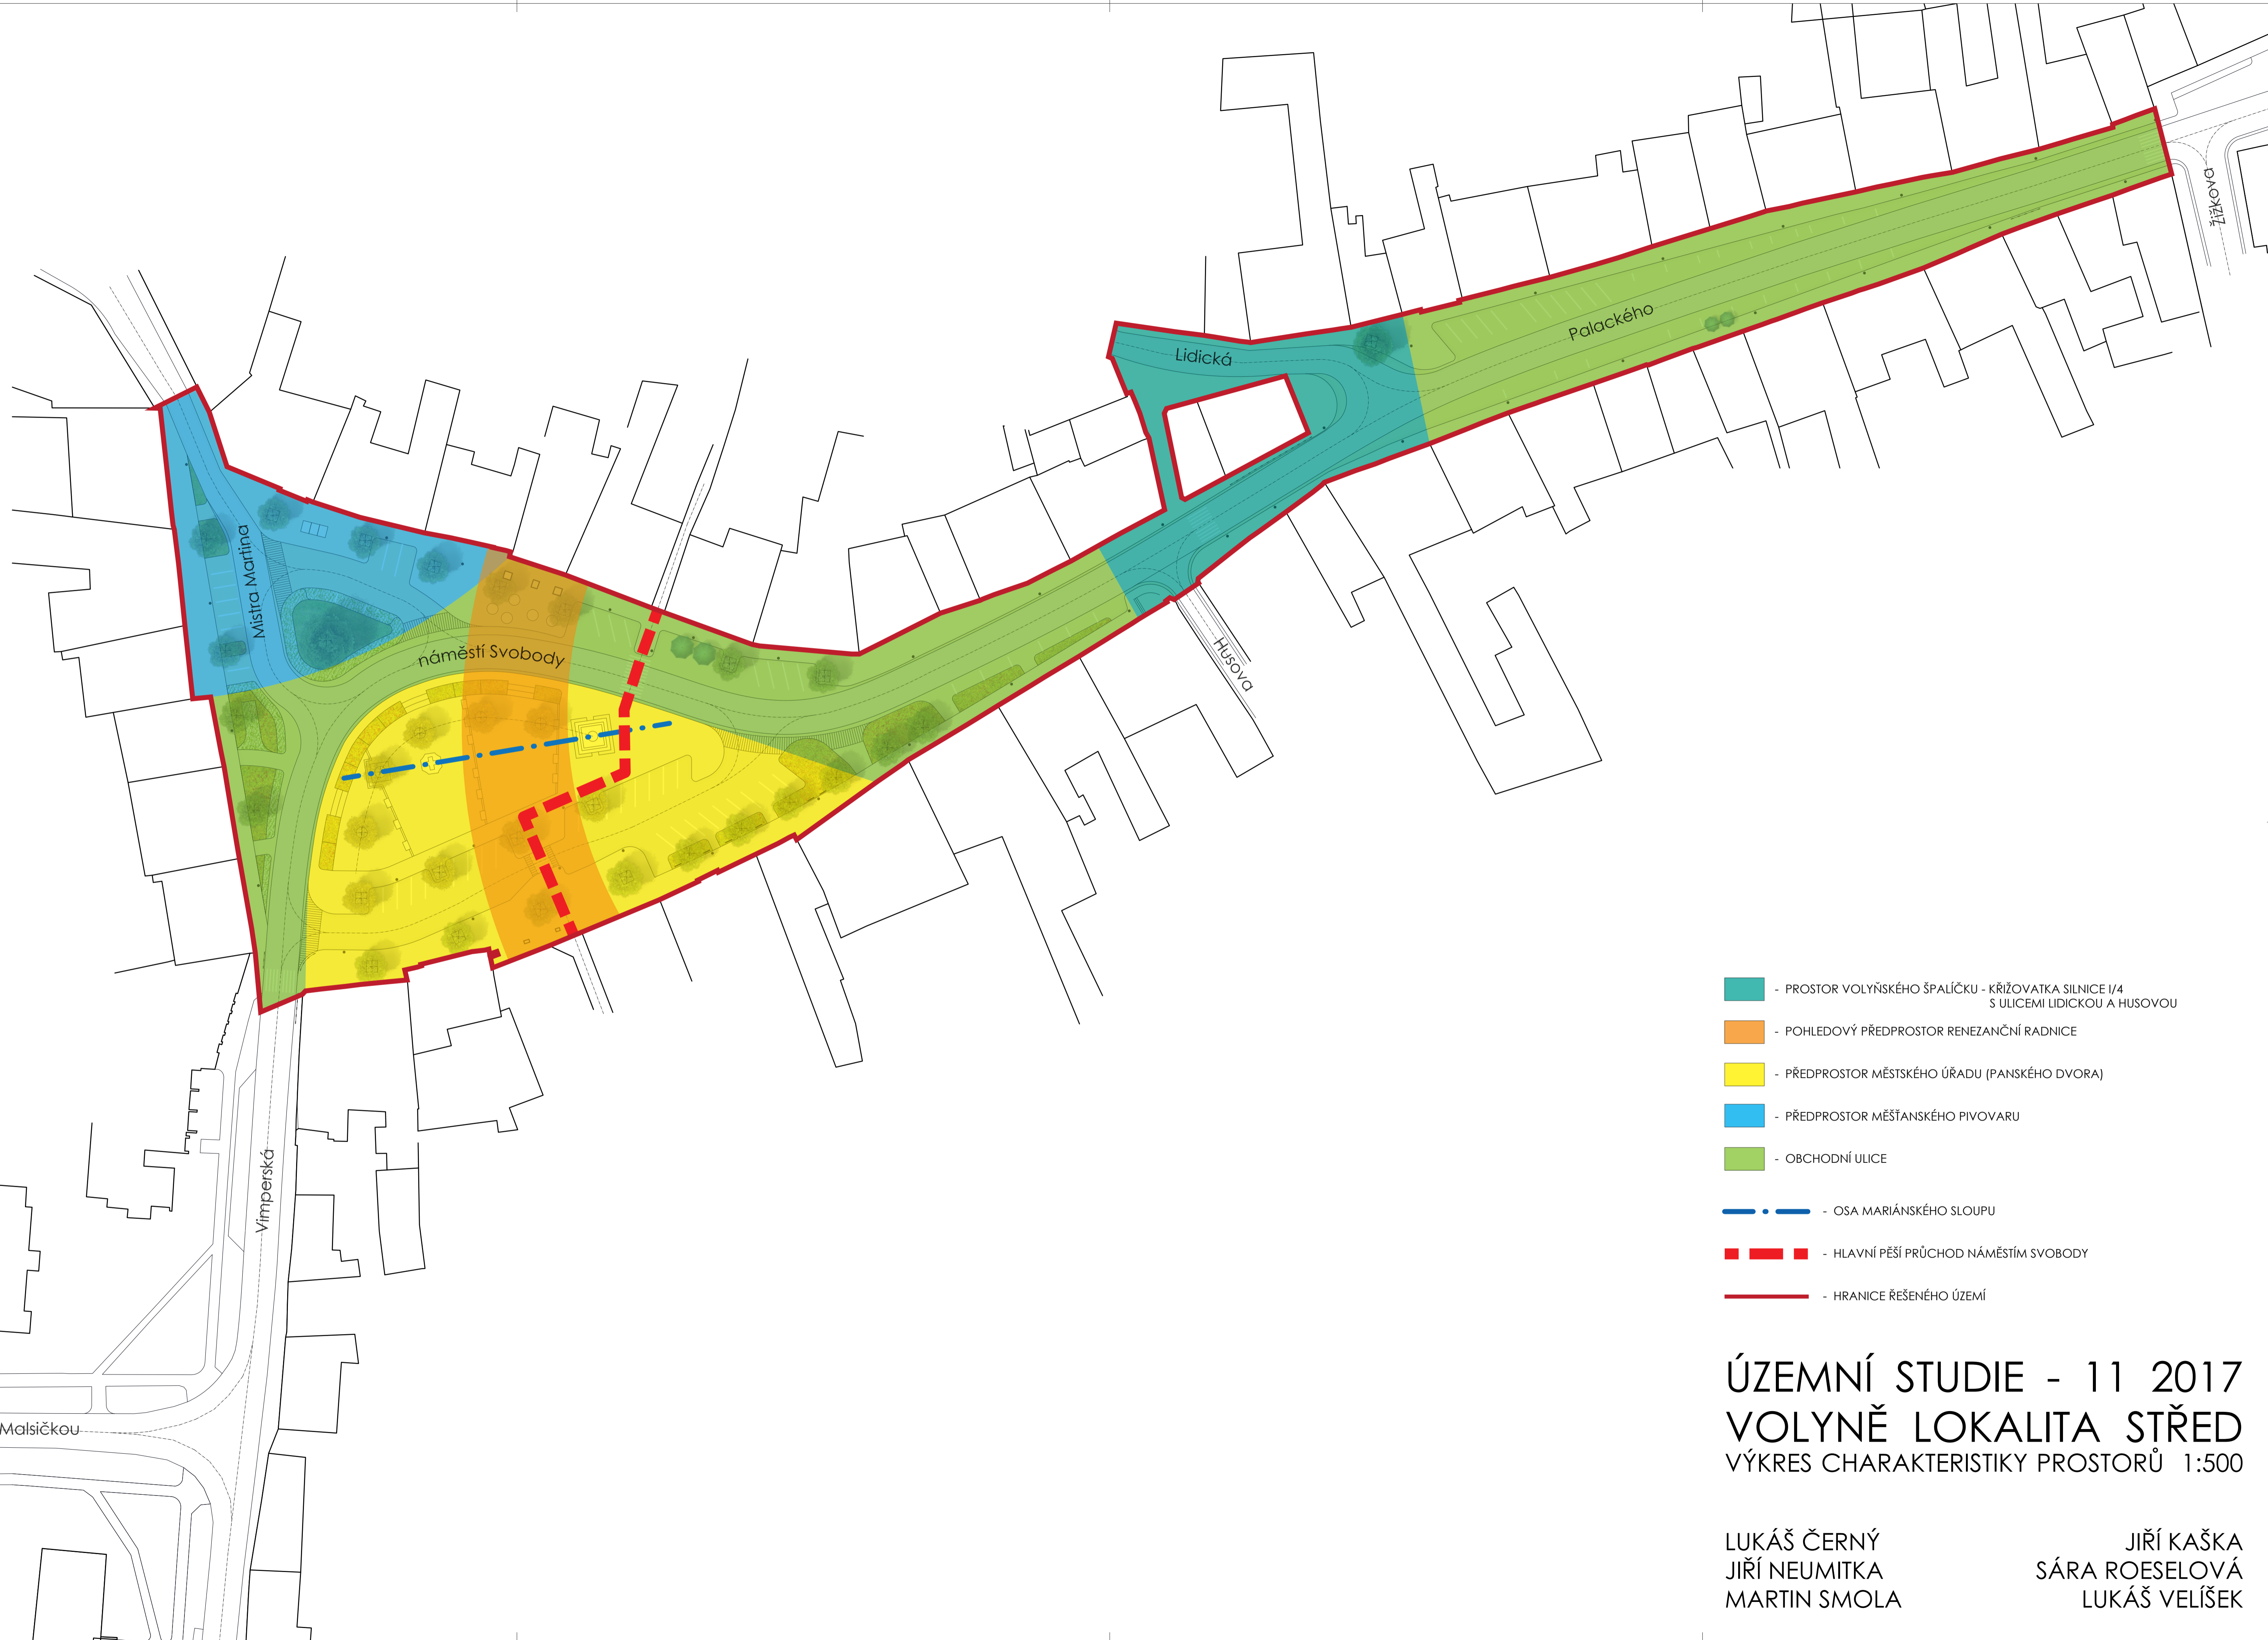 Žižkova
Palackého
Lidická
Mistra Martina
náměstí Svobody
Husova
Vimperská
Malsičkou
- PROSTOR VOLYŇSKÉHO ŠPALÍČKU - KŘIŽOVATKA SILNICE I/4
S ULICEMI LIDICKOU A HUSOVOU
- POHLEDOVÝ PŘEDPROSTOR RENEZANČNÍ RADNICE
- PŘEDPROSTOR MĚSTSKÉHO ÚŘADU (PANSKÉHO DVORA)
- PŘEDPROSTOR MĚŠŤANSKÉHO PIVOVARU
- OBCHODNÍ ULICE
- OSA MARIÁNSKÉHO SLOUPU
- HLAVNÍ PĚŠÍ PRŮCHOD NÁMĚSTÍM SVOBODY
- HRANICE ŘEŠENÉHO ÚZEMÍ
ÚZEMNÍ STUDIE - 11 2017
VOLYNĚ LOKALITA STŘED
VÝKRES CHARAKTERISTIKY PROSTORŮ 1:500
LUKÁŠ ČERNÝ
JIŘÍ NEUMITKA
MARTIN SMOLA
JIŘÍ KAŠKA
SÁRA ROESELOVÁ
LUKÁŠ VELÍŠEK